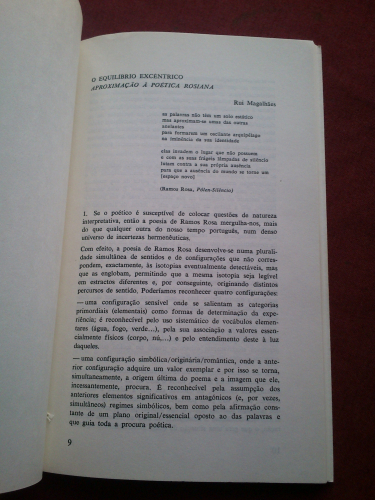 O EQUILIBRIO EXCENTRICO
APROXIMAÇÃO À POETICA ROSIANA
Rui Magalhães
as palavras não têm um solo onírico
mas aproximam-se umas das outras
oscilantes
para formarem um oscilante arquipélago
na iminência da sua identidade
elas invadem o lugar que não possuem
e com as suas frágeis lâmpadas de silêncio
lutam contra a sua própria ausência
para que a ausência do mundo se torne um
[espaço novo]
(Ramos Rosa, Pólen-Silêncio)
1. Se o poético é susceptível de colocar questões de natureza
interpretativa, então a poesia de Ramos Rosa mergulha-nos, mais
do que qualquer outra do nosso tempo português, num denso
universo de incertezas hermenêuticas.
Com efeito, a poesia de Ramos Rosa desenvolve-se numa plurali-
dade simultânea de sentidos e de configurações que não corres-
pondem, exactamente, às isotopias eventualmente detectáveis, mas
que as englobam, permitindo que a mesma isotopia seja legível
em estractos diferentes e, por conseguinte, originando distintos
percursos de sentido. Poderíamos reconhecer quatro configurações:
— uma configuração sensível onde se salientam as categorias
primordiais (elementais) como formas de determinação da expe-
riência; é reconhecível pelo uso sistemático de vocábulos elemen-
tares (água, fogo, verde...), pela sua associação a valores essen-
cialmente físicos (corpo, nu, ...) e pelo entendimento deste à luz
daqueles.
— uma configuração simbólica/originária/romântica, onde a ante-
rior configuração adquire um valor exemplar e por isso se torna,
simultaneamente, a origem última do poema e a imagem que ele,
incessantemente, procura. É reconhecível pela assumpção dos
anteriores elementos significativos em antagónicos (e, por vezes,
simultâneos) regimes simbólicos, bem como pela afirmação cons-
tante de um plano original/essencial oposto ao das palavras e
que guia toda a procura poética.
9